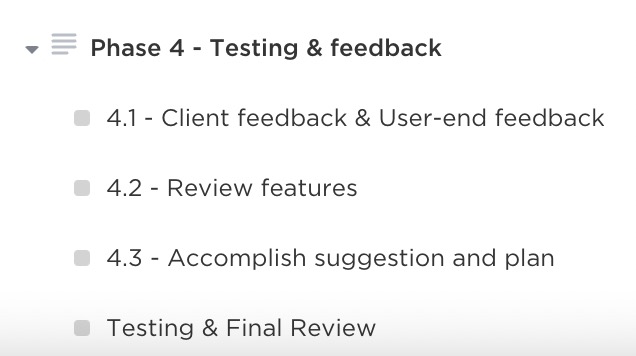 Phase 4 - Testing & feedback
4.1 - Client feedback & User-end feedback
4.2 - Review features
4.3 - Accomplish suggestion and plan
Testing & Final Review